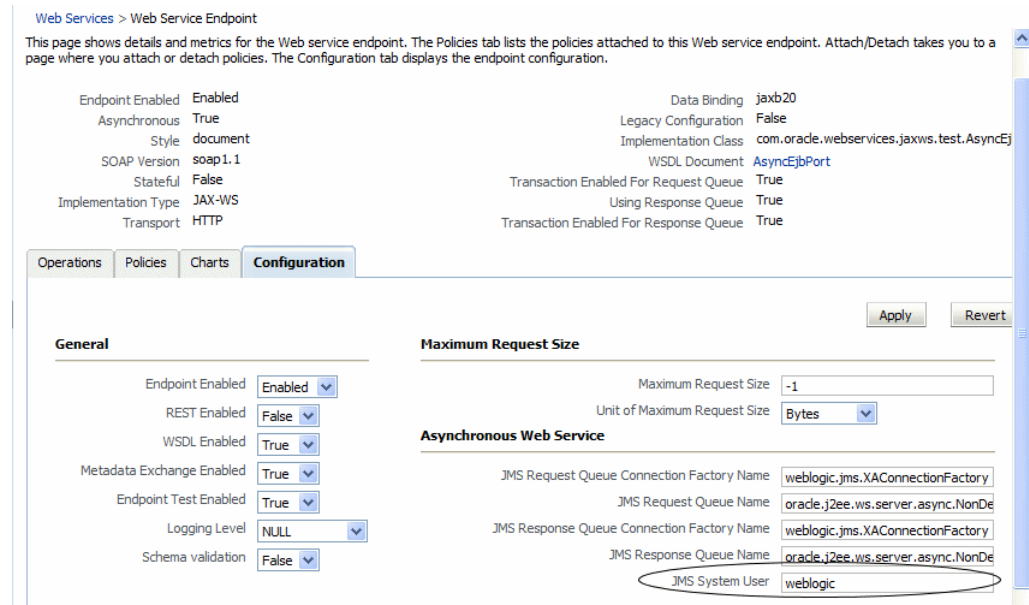 Web Services > Web Service Endpoint
This page shows details and metrics for the Web service endpoint. The Policies tab lists the policies attached to this Web service endpoint. Attach/Detach takes you to a
page where you attach or detach policies. The Configuration tab displays the endpoint configuration.
Endpoint Enabled Enabled
Asynchronous True
Style document
SOAP Version soap1.1
Stateful False
Implementation Type JAX-WS
Transport HTTP
Data Binding jaxb20
Legacy Configuration False
Implementation Class com.oracle.webservices.jaxws.test.AsyncEj
WSDL Document AsyncEjbPort
Transaction Enabled For Request Queue True
Using Response Queue True
Transaction Enabled For Response Queue True
Operations Policies Charts Configuration
Apply Revert
General
Endpoint Enabled Enabled
REST Enabled False
WSDL Enabled True
Metadata Exchange Enabled True
Endpoint Test Enabled True
Logging Level NULL
Schema validation False
Maximum Request Size
Maximum Request Size -1
Unit of Maximum Request Size Bytes
Asynchronous Web Service
JMS Request Queue Connection Factory Name weblogic.jms.XAConnectionFactory
JMS Request Queue Name oracle.j2ee.ws.server.async.NonDe
JMS Response Queue Connection Factory Name weblogic.jms.XAConnectionFactory
JMS Response Queue Name oracle.j2ee.ws.server.async.NonDe
JMS System User weblogic